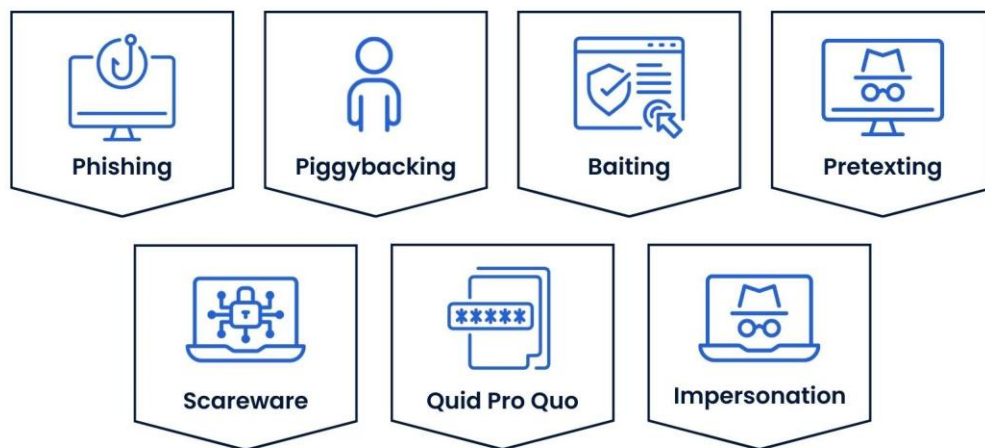 Phishing
Piggybacking
Baiting
Pretexting
*****
Scareware
Quid Pro Quo
Impersonation